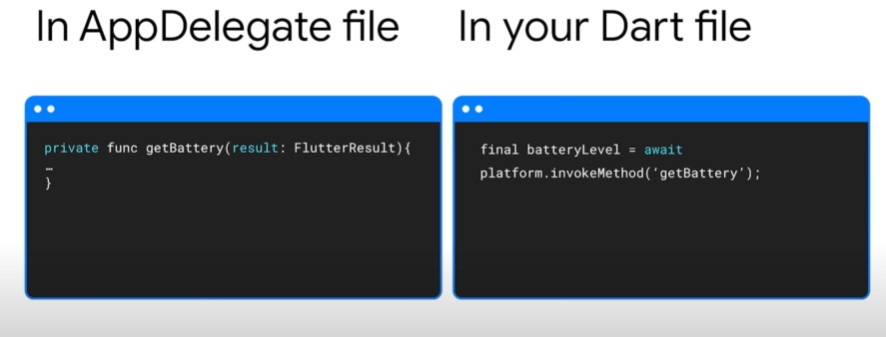 In AppDelegate file
In your Dart file
private func getBattery(result: FlutterResult){
…
}
final batteryLevel = await
platform.invokeMethod(‘getBattery’);